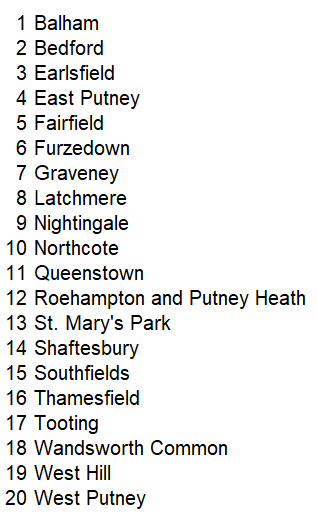 1 Balham
2 Bedford
3 Earlsfield
4 East Putney
5 Fairfield
6 Furzedown
7 Graveney
8 Latchmere
9 Nightingale
10 Northcote
11 Queenstown
12 Roehampton and Putney Heath
13 St. Mary's Park
14 Shaftesbury
15 Southfields
16 Thamesfield
17 Tooting
18 Wandsworth Common
19 West Hill
20 West Putney